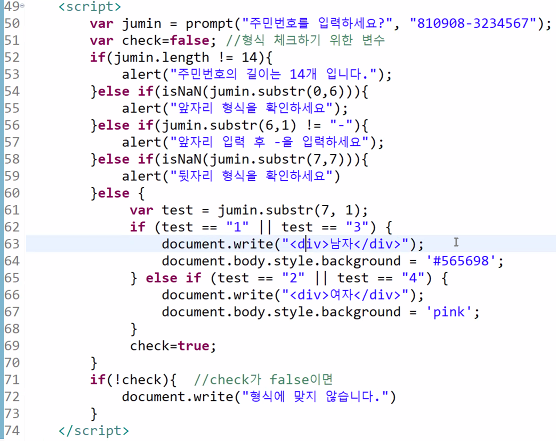 49 <script>
50 var jumin = prompt("주민번호를 입력하세요?", "810908-3234567");
51 var check=false; //형식 체크하기 위한 변수
52 if(jumin.length != 14){
53 alert("주민번호의 길이는 14개 입니다.");
54 }else if(isNaN(jumin.substr(0,6))){
55 alert("앞자리 형식을 확인하세요");
56 }else if(jumin.substr(6,1) != "-"){
57 alert("앞자리 입력 후 -을 입력하세요");
58 }else if(isNaN(jumin.substr(7,7))){
59 alert("뒷자리 형식을 확인하세요")
60 }else {
61 var test = jumin.substr(7, 1);
62 if (test == "1" || test == "3") {
63 document.write("<div>남자</div>");
64 document.body.style.background = '#565698';
65 } else if (test == "2" || test == "4") {
66 document.write("<div>여자</div>");
67 document.body.style.background = 'pink';
68 }
69 check=true;
70 }
71 if(!check){ //check가 false이면
72 document.write("형식에 맞지 않습니다.")
73 }
74 </script>